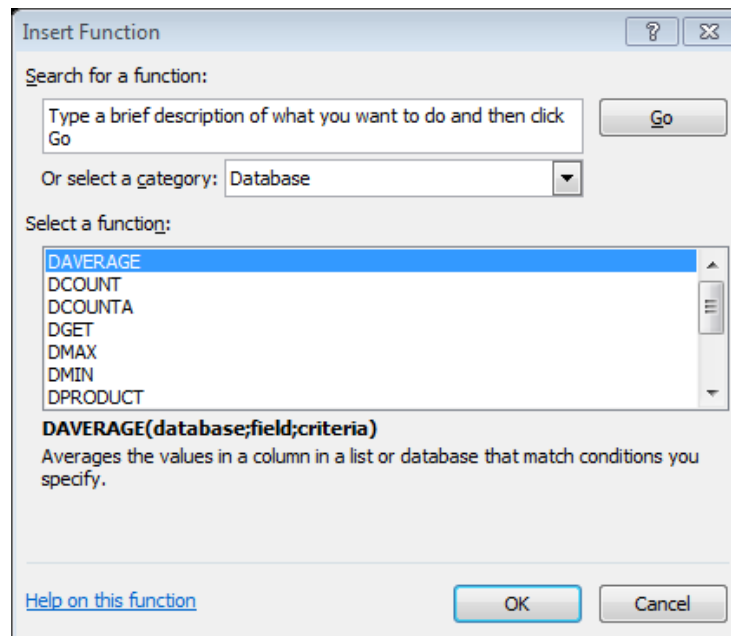 Insert Function
Search for a function:
Type a brief description of what you want to do and then click
Go
Go
Or select a category: Database
Select a function:
DAVERAGE
DCOUNT
DCOUNTA
DGET
DMAX
DMIN
DPRODUCT
DAVERAGE(database;field;criteria)
Averages the values in a column in a list or database that match conditions you
specify.
Help on this function
OK
Cancel